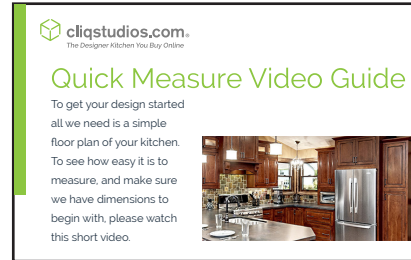 cliqstudios.com®
The Designer Kitchen You Buy Online
Quick Measure Video Guide
To get your design started
all we need is a simple
floor plan of your kitchen.
To see how easy it is to
measure, and make sure
we have dimensions to
begin with, please watch
this short video.